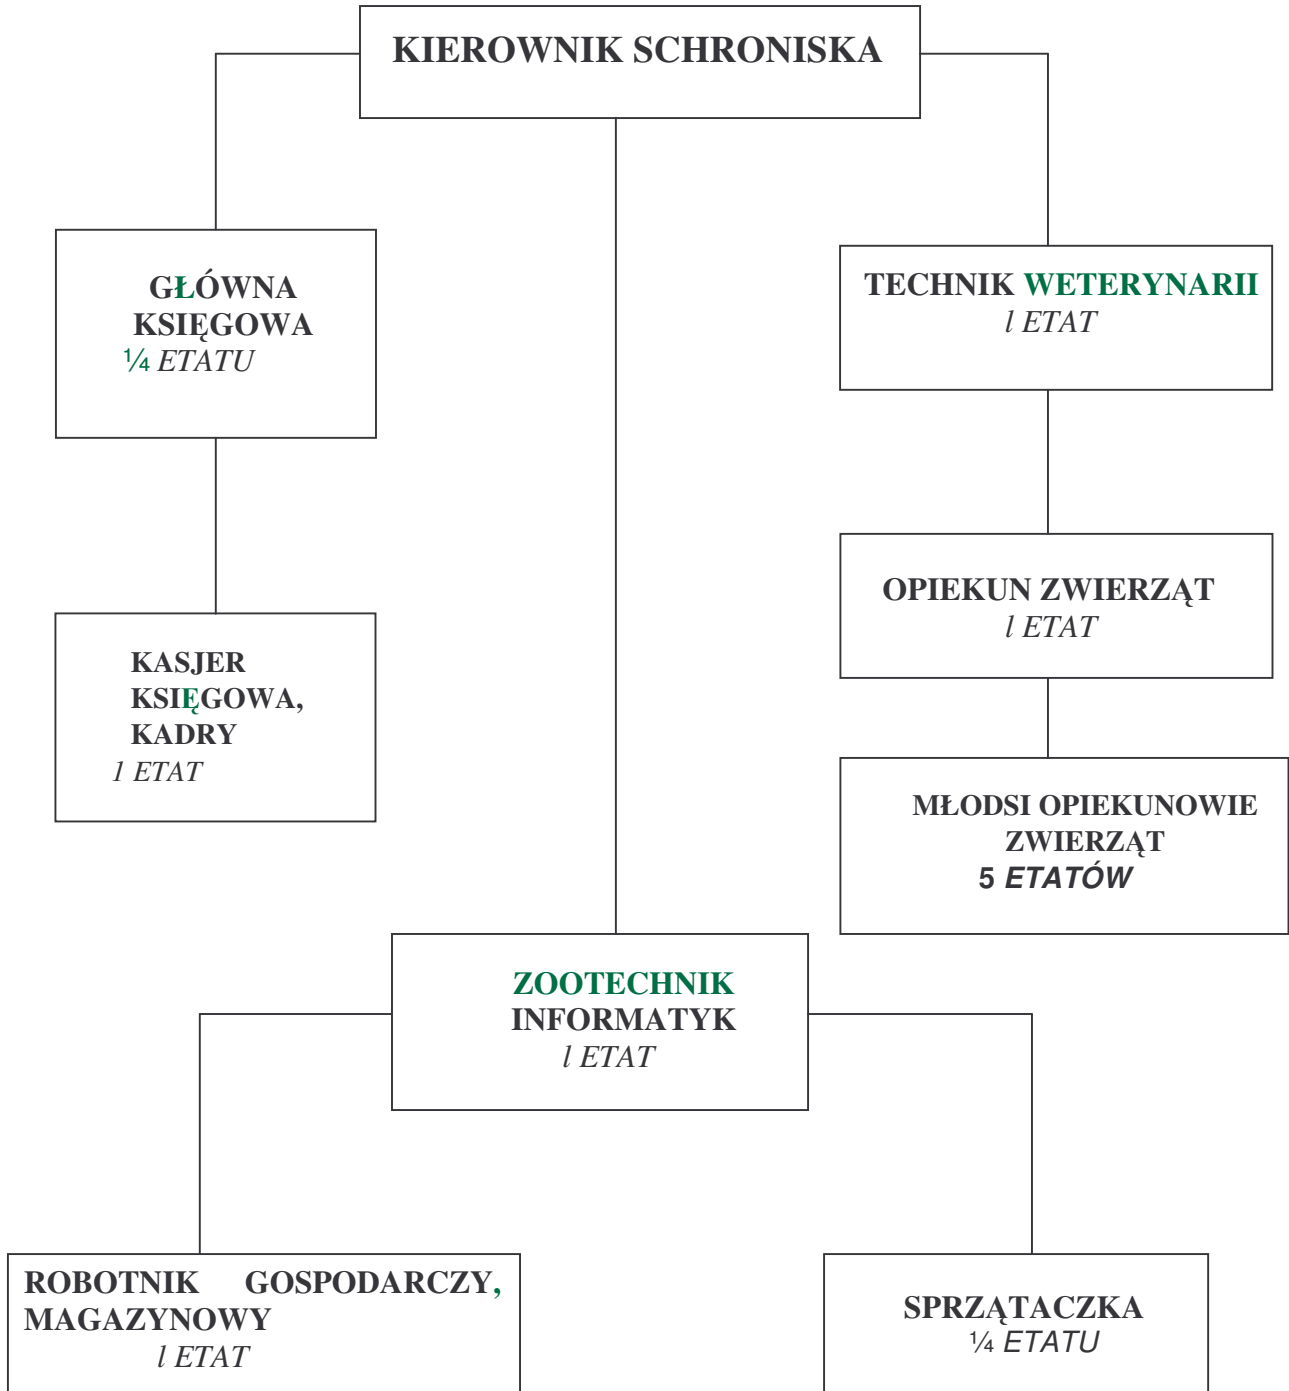 KIEROWNIK SCHRONISKA
GŁÓWNA
KSIĘGOWA
¼ ETATU
TECHNIK WETERYNARII
l ETAT
OPIEKUN ZWIERZĄT
l ETAT
KASJER
KSIĘGOWA,
KADRY
1 ETAT
MŁODSI OPIEKUNOWIE
ZWIERZĄT
5 ETATÓW
ZOOTECHNIK
INFORMATYK
l ETAT
ROBOTNIK GOSPODARCZY,
MAGAZYNOWY
l ETAT
SPRZĄTACZKA
¼ ETATU